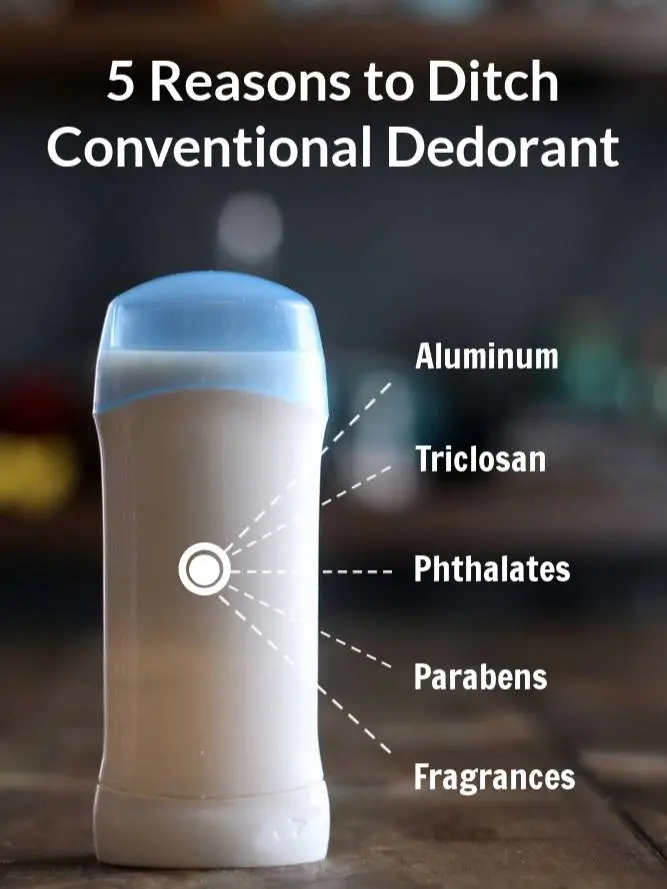 5 Reasons to Ditch
Conventional Dedorant
Aluminum
Triclosan
Phthalates
Parabens
Fragrances